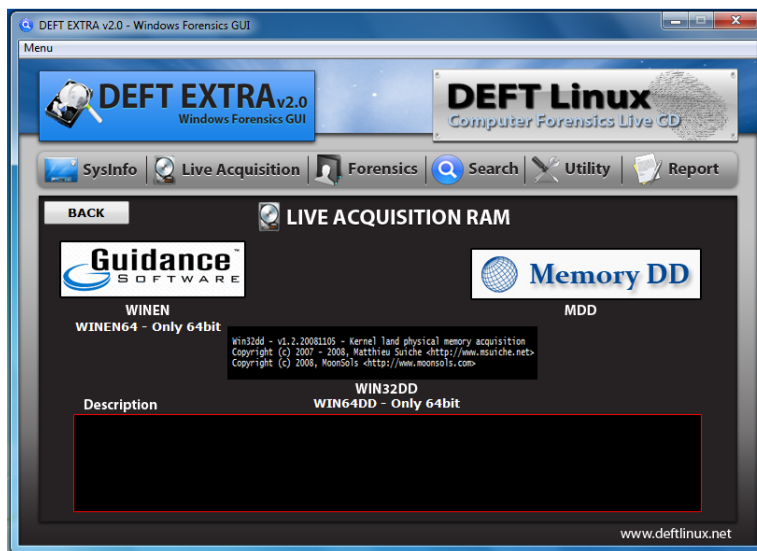 DEFT EXTRA v2.0 - Windows Forensics GUI
Menu
DEFT EXTRA v2.0
Windows Forensics GUI
DEFT Linux
Computer Forensics Live CD
SysInfo
Live Acquisition
Forensics
Search
Utility
Report
BACK
LIVE ACQUISITION RAM
Guidance™
SOFTWARE
Memory DD
WINEN
WINEN64 - Only 64bit
MDD
Win32dd - v1.2.20081105 - Kernel land physical memory acquisition
Copyright (c) 2007 - 2008, Matthieu Suiche <http://www.msuiche.net>
Copyright (c) 2008, MoonSols <http://www.moonsols.com>
WIN32DD
WIN64DD - Only 64bit
Description
www.deftlinux.net